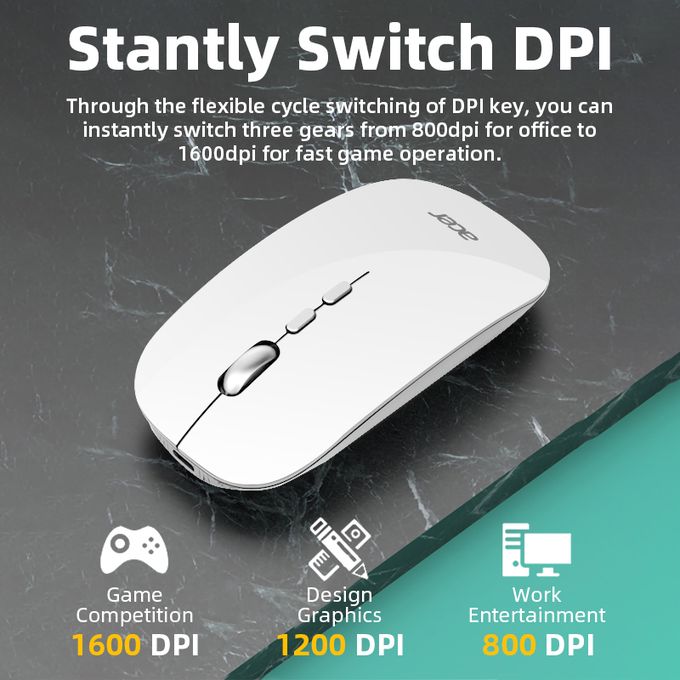 Stantly Switch DPI
Through the flexible cycle switching of DPI key, you can
instantly switch three gears from 800dpi for office to
1600dpi for fast game operation.
acer
Game
Competition
1600 DPI
Design
Graphics
1200 DPI
Work
Entertainment
800 DPI